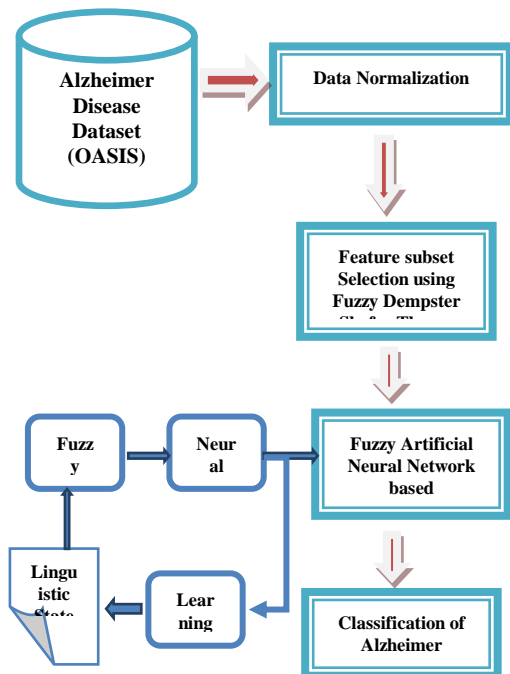 Alzheimer
Disease
Dataset
(OASIS)
Data Normalization
Feature subset
Selection using
Fuzzy Dempster
Fuzzy Artificial
Neural Network
based
Fuzz
y
Neur
al
Lingu
istic
Lear
ning
Classification of
Alzheimer